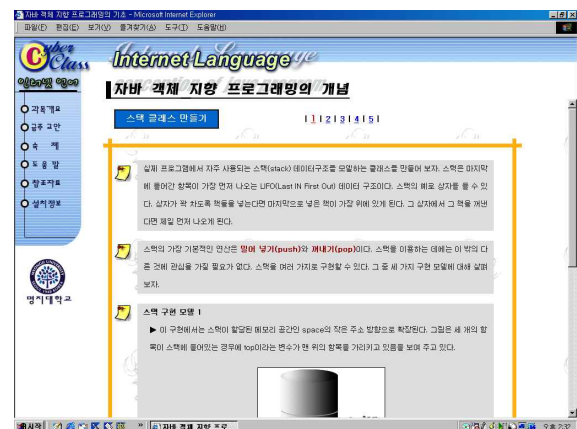 자바 객체 지향 프로그래밍의 기초 - Microsoft Internet Explorer
파일(F) 편집(E) 보기(V) 즐겨찾기(A) 도구(T) 도움말(H)
Cyber Class
인터넷 언어
Internet Language
자바 객체 지향 프로그래밍의 개념
스택 클레스 만들기
| 1 | 2 | 3 | 4 | 5 |
과목개요
금주 교안
숙 제
도 움 말
참조자료
설치정보
명지대학교
실제 프로그램에서 자주 사용되는 스택(stack) 데이터구조를 모델하는 클래스를 만들어 보자. 스택은 마지막
에 들어간 항목이 가장 먼저 나오는 LIFO(Last IN First Out) 데이터 구조이다. 스택의 예로 상자를 들 수 있
다. 상자가 꽉 차도록 책들을 넣는다면 마지막으로 넣은 책이 가장 위에 있게 된다. 그 상자에서 그 책을 꺼낸
다면 제일 먼저 나오게 된다.
스택의 가장 기본적인 연산은 밀어 넣기(push)와 꺼내기(pop)이다. 스택을 이용하는 데에는 이 밖의 다
른 것에 관심을 가질 필요가 없다. 스택을 여러 가지로 구현할 수 있다. 그 중 세 가지 구현 모델에 대해 살펴
보자.
스택 구현 모델 1
▶ 이 구현에서는 스택이 할당된 메모리 공간인 space의 작은 주소 방향으로 확장된다. 그림은 세 개의 항
목이 스택에 들어있는 경우에 top이라는 변수가 맨 위의 항목을 가리키고 있음을 보여 주고 있다.
시작
자바 객체 지향 프로
오후 2:37